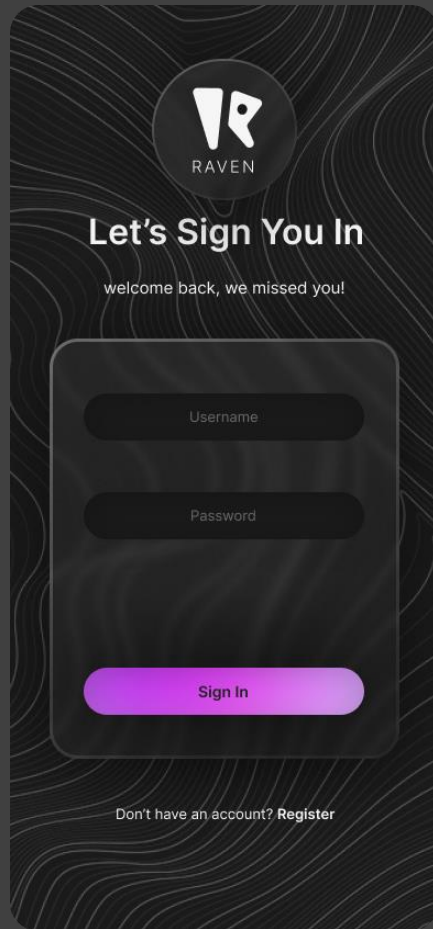 RAVEN
Let’s Sign You In
welcome back, we missed you!
Username
Password
Sign In
Don’t have an account? Register